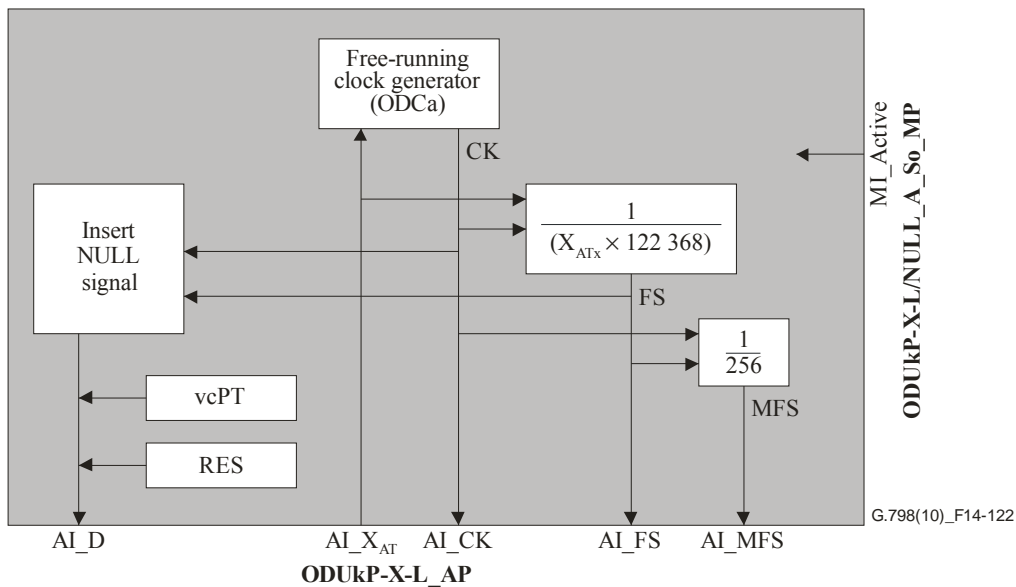 Free-running
clock generator
(ODCa)
CK
MI_Active
ODUkP-X-L/NULL_A_So_MP
Insert
NULL
signal
1
(X_ATx × 122 368)
FS
1
256
MFS
vcPT
RES
G.798(10)_F14-122
AI_D
AI_X_AT
AI_CK
AI_FS
AI_MFS
ODUkP-X-L_AP